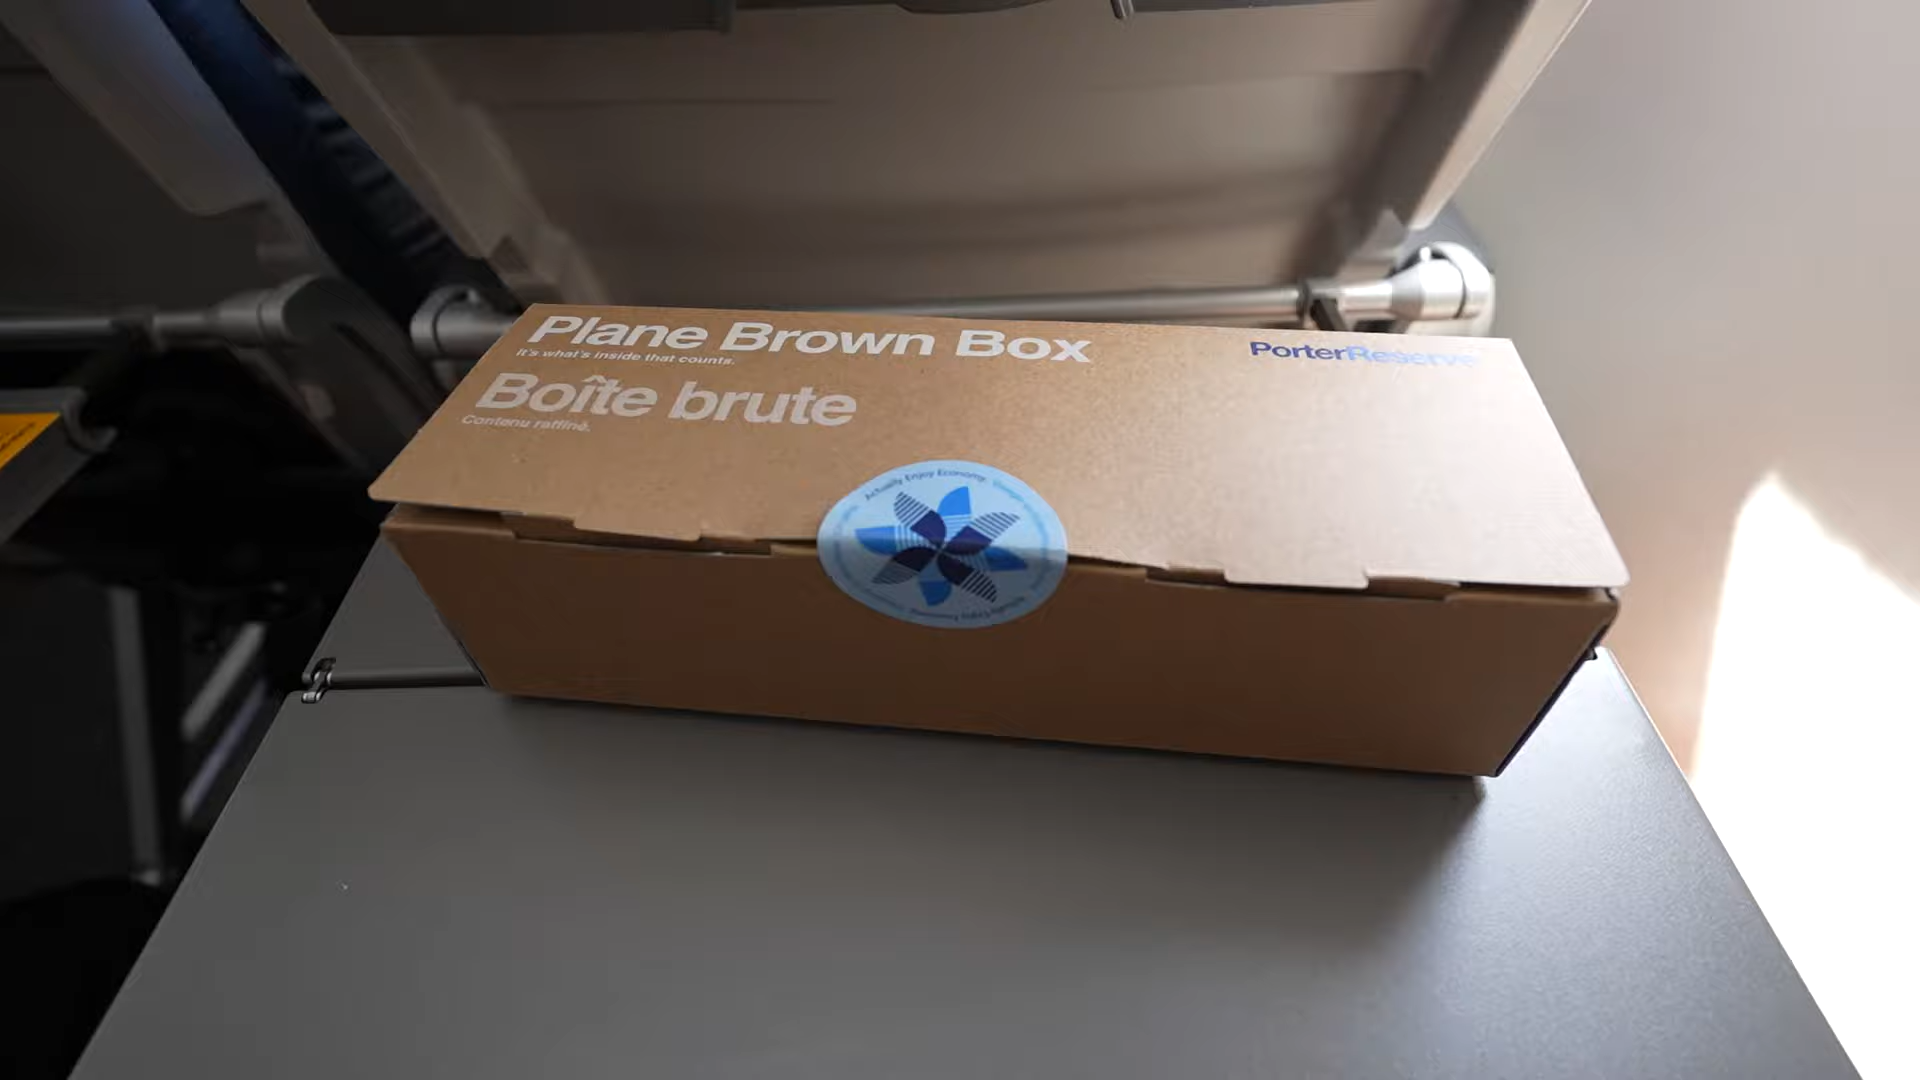 Plane Brown Box
It's what's inside that counts.
PorterReserve
Boîte brute
Contenu raffiné.
Actually Enjoy Economy.